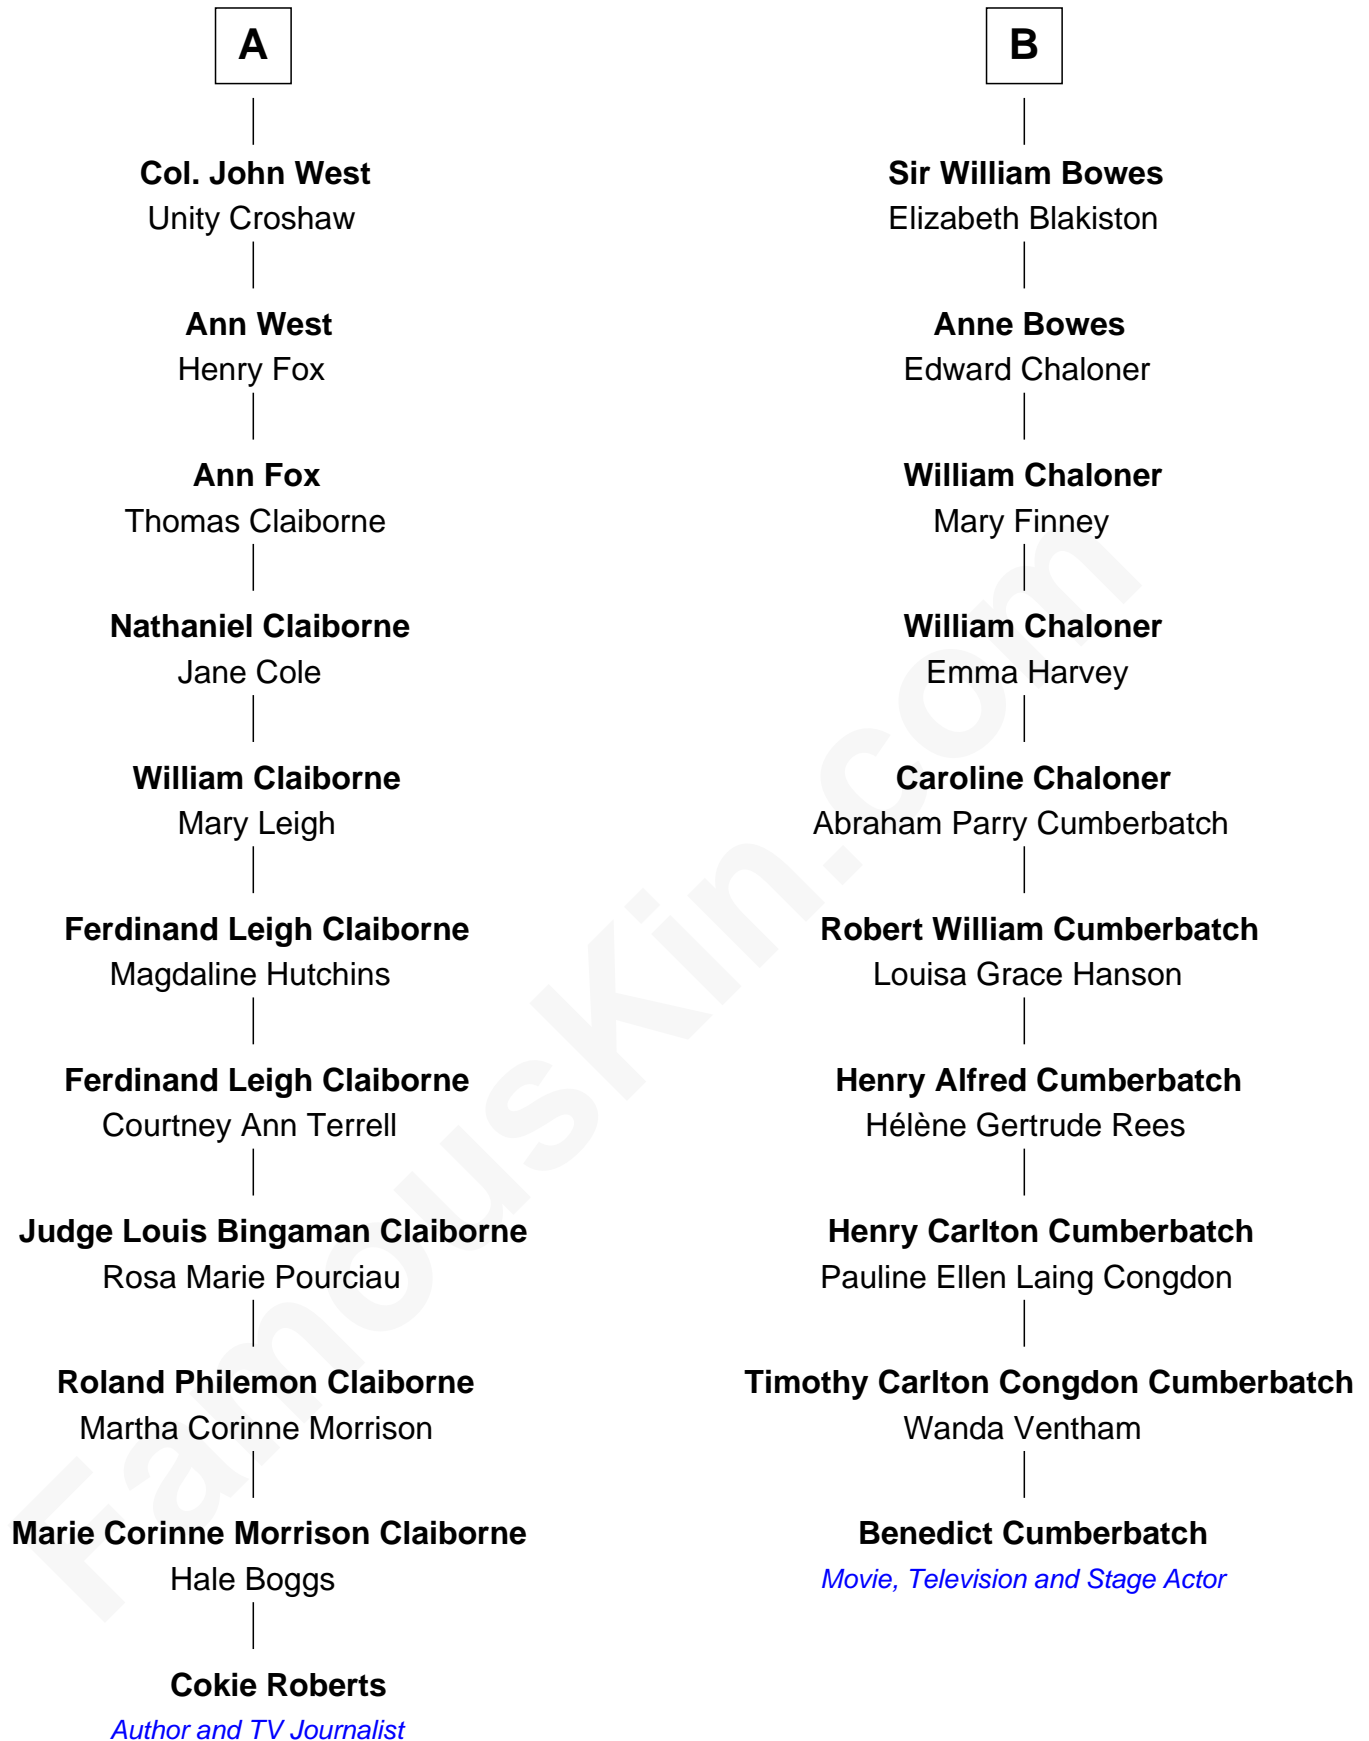 A
Col. John West
Unity Croshaw
Ann West
Henry Fox
Ann Fox
Thomas Claiborne
Nathaniel Claiborne
Jane Cole
William Claiborne
Mary Leigh
Ferdinand Leigh Claiborne
Magdaline Hutchins
Ferdinand Leigh Claiborne
Courtney Ann Terrell
Judge Louis Bingaman Claiborne
Rosa Marie Pourciau
Roland Philemon Claiborne
Martha Corinne Morrison
Marie Corinne Morrison Claiborne
Hale Boggs
Cokie Roberts
Author and TV Journalist
B
Sir William Bowes
Elizabeth Blakiston
Anne Bowes
Edward Chaloner
William Chaloner
Mary Finney
William Chaloner
Emma Harvey
Caroline Chaloner
Abraham Parry Cumberbatch
Robert William Cumberbatch
Louisa Grace Hanson
Henry Alfred Cumberbatch
Hélène Gertrude Rees
Henry Carlton Cumberbatch
Pauline Ellen Laing Congdon
Timothy Carlton Congdon Cumberbatch
Wanda Ventham
Benedict Cumberbatch
Movie, Television and Stage Actor
FamousKin.com